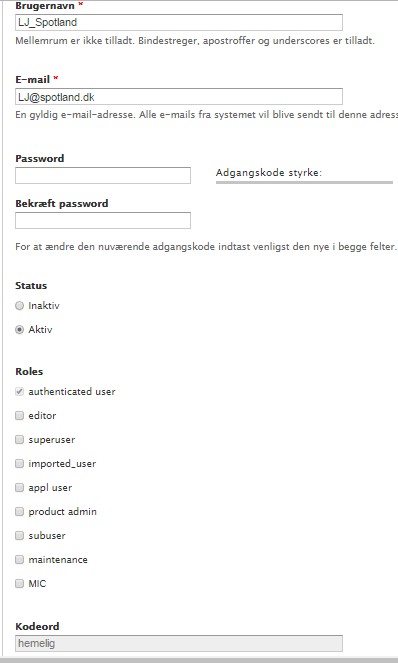 Brugernavn *
LJ_Spotland
Mellemrum er ikke tilladt. Bindestreger, apostroffer og underscores er tilladt.
E-mail *
LJ@spotland.dk
En gyldig e-mail-adresse. Alle e-mails fra systemet vil blive sendt til denne adress
Password
Adgangskode styrke:
Bekræft password
For at ændre den nuværende adgangskode indtast venligst den nye i begge felter.
Status
Inaktiv
Aktiv
Roles
authenticated user
editor
superuser
imported_user
appl user
product admin
subuser
maintenance
MIC
Kodeord
hemelig